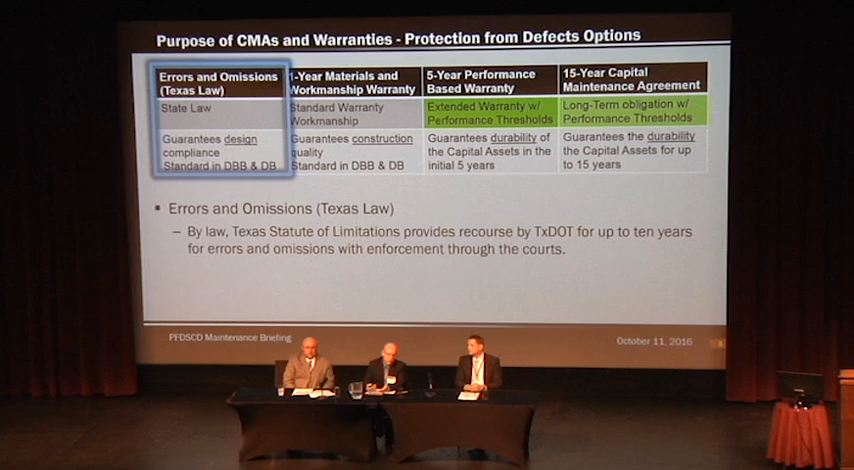 Purpose of CMAs and Warranties - Protection from Defects Options
Errors and Omissions
(Texas Law)
1-Year Materials and
Workmanship Warranty
5-Year Performance
Based Warranty
15-Year Capital
Maintenance Agreement
State Law
Standard Warranty
Workmanship
Extended Warranty w/
Performance Thresholds
Long-Term obligation w/
Performance Thresholds
Guarantees design
compliance
Standard in DBB & DB
Guarantees construction
quality
Standard in DBB & DB
Guarantees durability of
the Capital Assets in the
initial 5 years
Guarantees the durability
of the Capital Assets for up
to 15 years
▪ Errors and Omissions (Texas Law)
– By law, Texas Statute of Limitations provides recourse by TxDOT for up to ten years
for errors and omissions with enforcement through the courts.
PFDSCD Maintenance Briefing
October 11, 2016